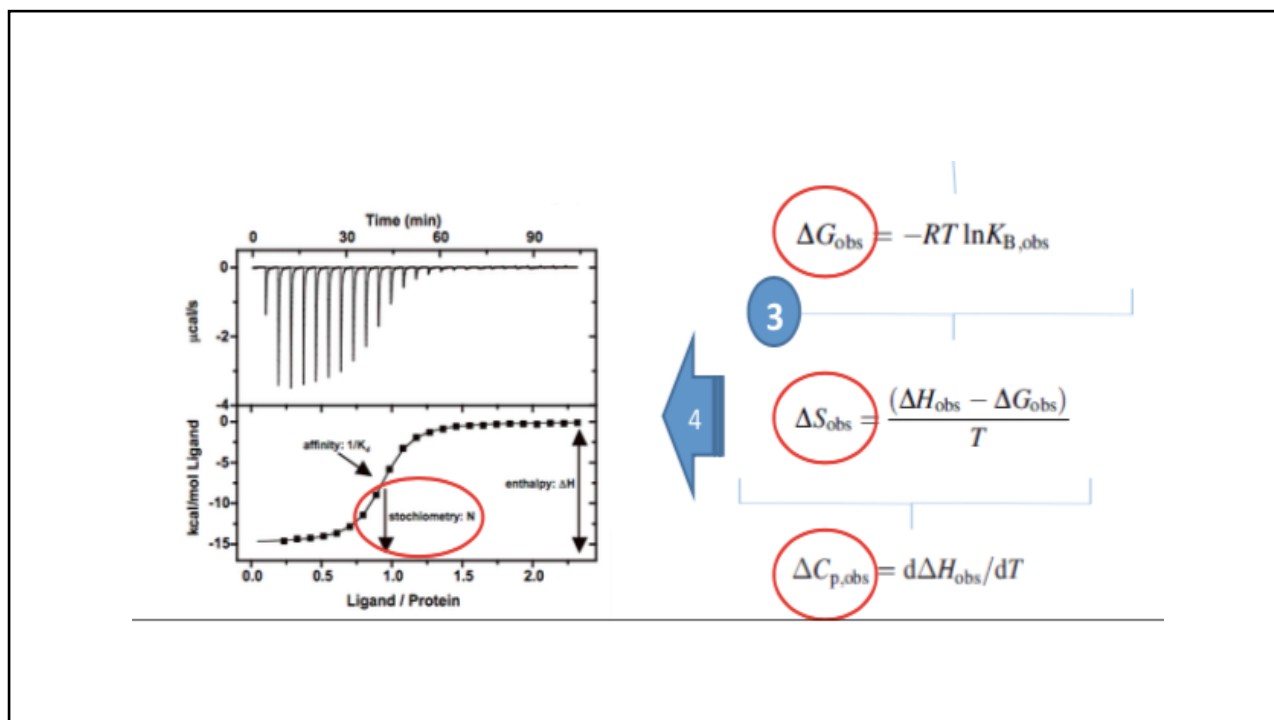 Time (min)
0 30 60 90
0
-2
-4
μcal/s
0
-5
-10
-15
kcal/mol Ligand
affinity: 1/K_d
stochiometry: N
enthalpy: ΔH
0.0 0.5 1.0 1.5 2.0
Ligand / Protein
4
ΔG_obs = −RT lnK_B,obs
3
ΔS_obs = (ΔH_obs − ΔG_obs) / T
ΔC_p,obs = dΔH_obs/dT